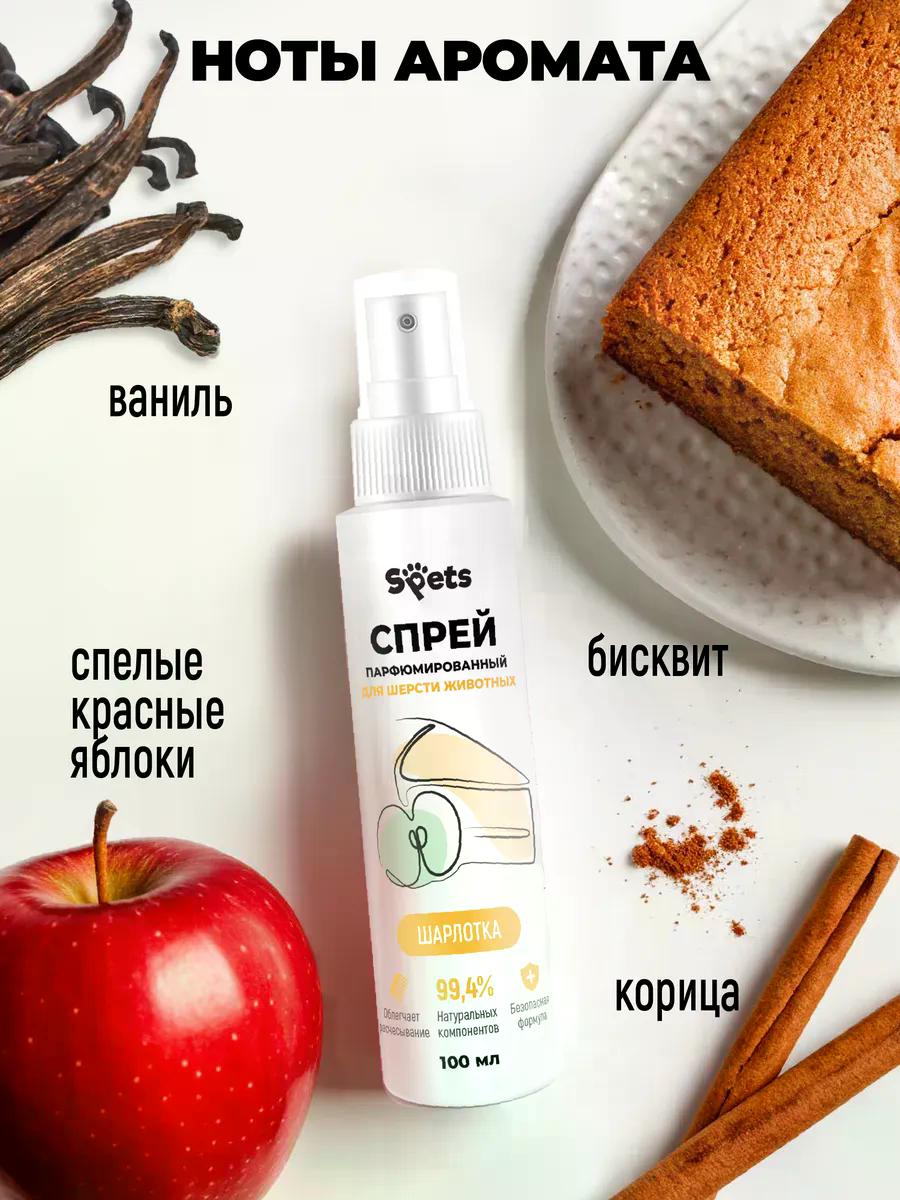 НОТЫ АРОМАТА
ваниль
Spets
СПРЕЙ
ПАРФЮМИРОВАННЫЙ
ДЛЯ ШЕРСТИ ЖИВОТНЫХ
бисквит
спелые
красные
яблоки
ШАРЛОТКА
99,4%
Облегчает
расчесывание
Натуральных
компонентов
Безопасная
формула
100 мл
корица